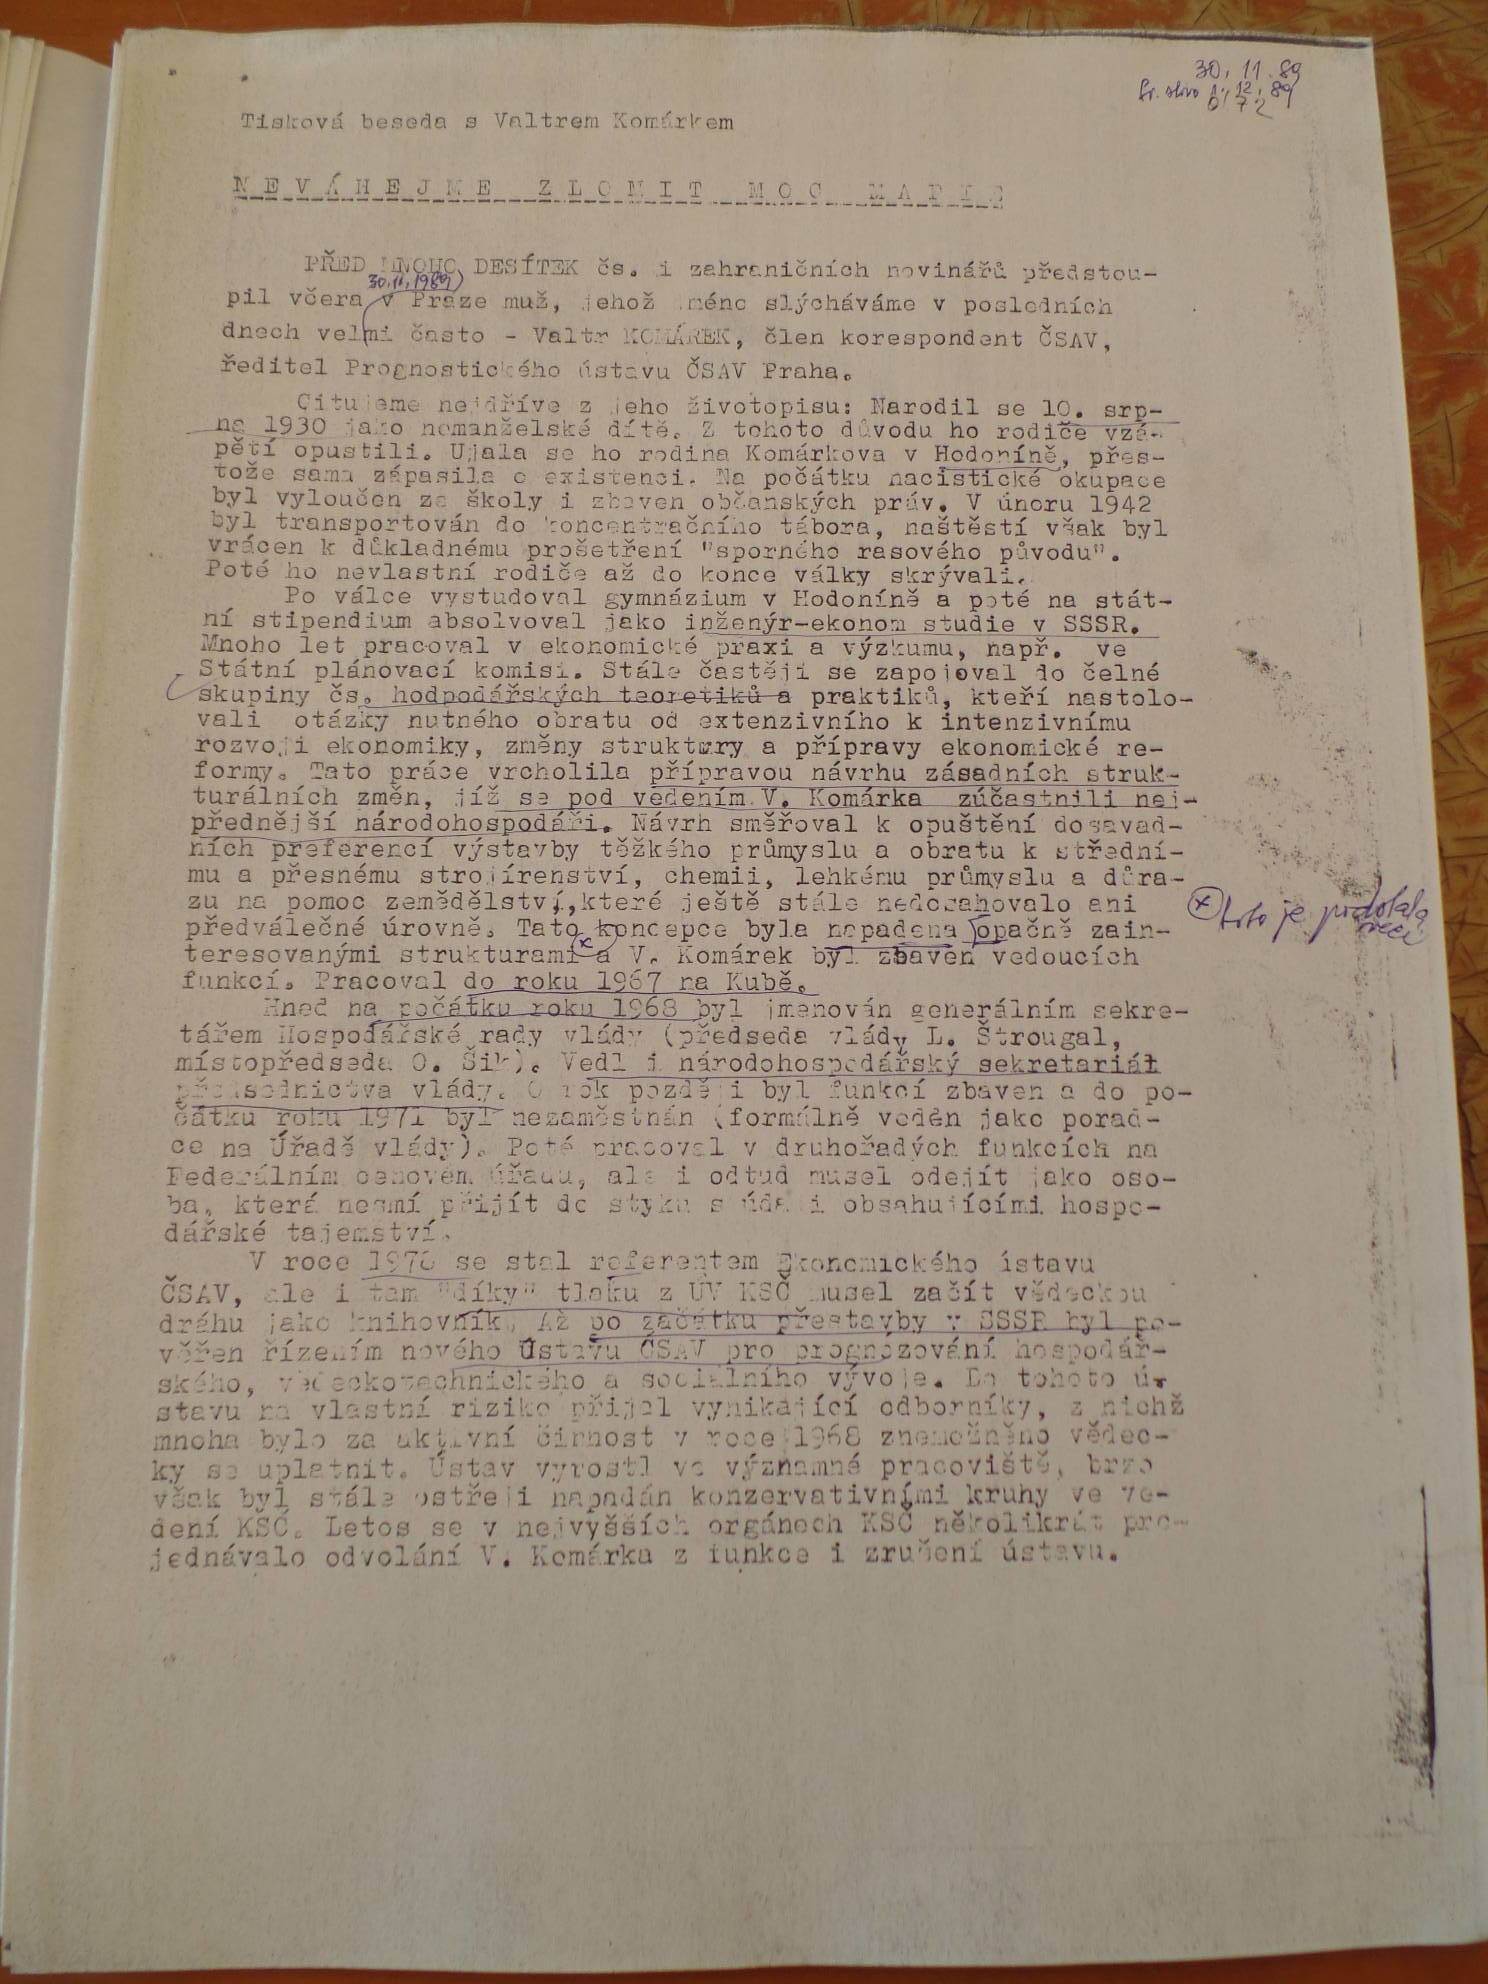 30. 11. 89
sl. slovo 1. 12. 89
Tisková beseda s Valtrem Komárkem
NEVÁHEJME ZLOMIT MOC MAFIE
PŘED MNOHO DESÍTEK čs. i zahraničních novinářů předstou-
30.11.1989)
pil včera v Praze muž, jehož jméno slýcháváme v posledních
dnech velmi často - Valtr KOMÁREK, člen korespondent ČSAV,
ředitel Prognostického ústavu ČSAV Praha.
Citujeme nejdříve z jeho životopisu: Narodil se 10. srp-
na 1930 jako nemanželské dítě. Z tohoto důvodu ho rodiče vzá-
pětí opustili. Ujala se ho rodina Komárkova v Hodoníně, přes-
tože sama zápasila o existenci. Na počátku nacistické okupace
byl vyloučen ze školy i zbaven občanských práv. V únoru 1942
byl transportován do koncentračního tábora, naštěstí však byl
vrácen k důkladnému prošetření "sporného rasového původu".
Poté ho nevlastní rodiče až do konce války skrývali.
Po válce vystudoval gymnázium v Hodoníně a poté na stát-
ní stipendium absolvoval jako inženýr-ekonom studie v SSSR.
Mnoho let pracoval v ekonomické praxi a výzkumu, např. ve
Státní plánovací komisi. Stále častěji se zapojoval do čelné
skupiny čs. hodpodářských teoretiků a praktiků, kteří nastolo-
vali otázky nutného obratu od extenzivního k intenzivnímu
rozvoji ekonomiky, změny struktury a přípravy ekonomické re-
formy. Tato práce vrcholila přípravou návrhu zásadních struk-
turálních změn, jíž se pod vedením V. Komárka zúčastnili nej-
přednější národohospodáři. Návrh směřoval k opuštění dosavad-
ních preferencí výstavby těžkého průmyslu a obratu k střední-
mu a přesnému strojírenství, chemii, lehkému průmyslu a důra-
zu na pomoc zemědělství, které ještě stále nedosahovalo ani
předválečné úrovně. Tato koncepce byla napadena opačně zain-
teresovanými strukturami a V. Komárek byl zbaven vedoucích
funkcí. Pracoval do roku 1967 na Kubě.
(x) toto je podstata věci
Hned na počátku roku 1968 byl jmenován generálním sekre-
tářem Hospodářské rady vlády (předseda vlády L. Štrougal,
místopředseda O. Šik). Vedl i národohospodářský sekretariát
předsednictva vlády. O rok později byl funkcí zbaven a do po-
čátku roku 1971 byl nezaměstnán (formálně veden jako porad-
ce na Úřadě vlády). Poté pracoval v druhořadých funkcích na
Federálním cenovém úřadu, ale i odtud musel odejít jako oso-
ba, která nesmí přijít do styku s údaji obsahujícími hospo-
dářské tajemství.
V roce 1978 se stal referentem Ekonomického ústavu
ČSAV, ale i tam "díky" tlaku z ÚV KSČ musel začít vědeckou
dráhu jako knihovník. Až po začátku přestavby v SSSR byl po-
věřen řízením nového Ústavu ČSAV pro prognózování hospodář-
ského, vědeckotechnického a sociálního vývoje. Do tohoto ú-
stavu na vlastní riziko přijel vynikající odborníky, z nichž
mnoha bylo za aktivní činnost v roce 1968 znemožněno vědec-
ky se uplatnit. Ústav vyrostl ve významné pracoviště, brzo
však byl stále ostřeji napadán konzervativními kruhy ve ve-
dení KSČ. Letos se v nejvyšších orgánech KSČ několikrát pro-
jednávalo odvolání V. Komárka z funkce i zrušení ústavu.